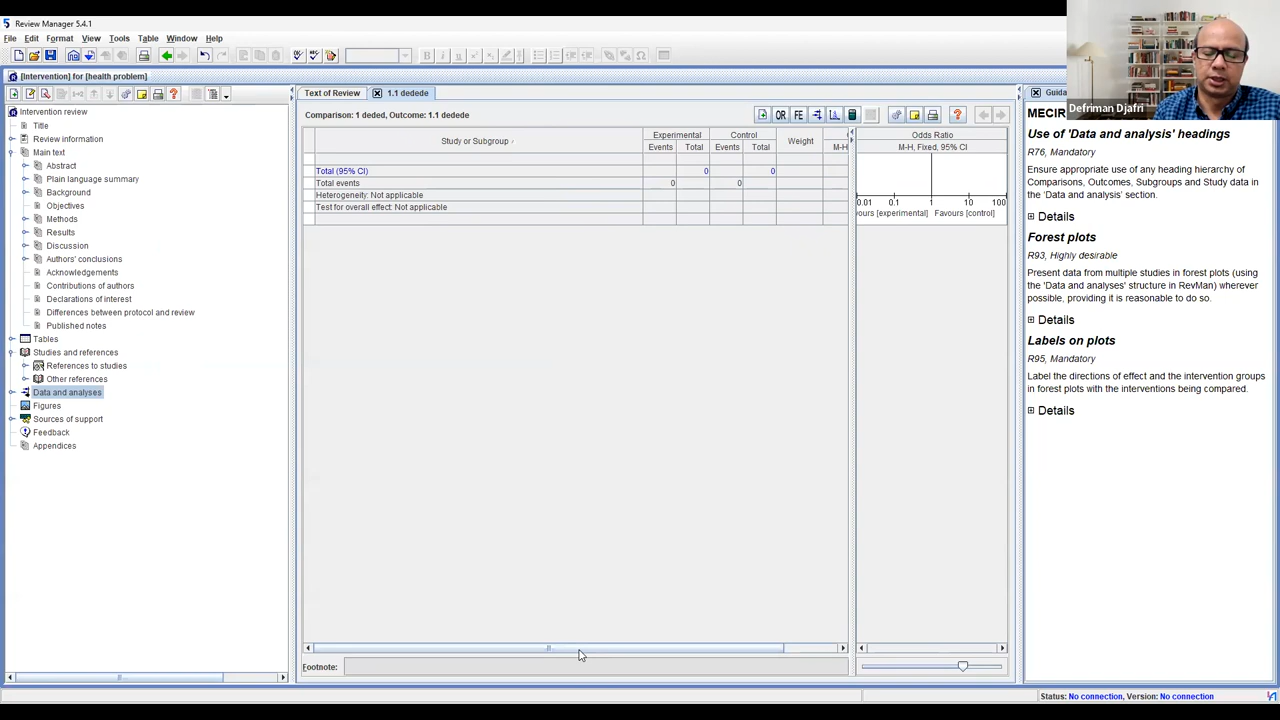 Review Manager 5.4.1
File Edit Format View Tools Table Window Help
[Intervention] for [health problem]
Intervention review
Title
Review information
Main text
Abstract
Plain language summary
Background
Objectives
Methods
Results
Discussion
Authors' conclusions
Acknowledgements
Contributions of authors
Declarations of interest
Differences between protocol and review
Published notes
Tables
Studies and references
References to studies
Other references
Data and analyses
Figures
Sources of support
Feedback
Appendices
Text of Review 1.1 dedede
Comparison: 1 deded, Outcome: 1.1 dedede
OR FE
Experimental Control Odds Ratio
Study or Subgroup Events Total Events Total Weight M-H M-H, Fixed, 95% CI
Total (95% CI) 0 0
Total events 0 0
Heterogeneity: Not applicable
Test for overall effect: Not applicable
0.01 0.1 1 10 100
ours [experimental] Favours [control]
Footnote:
Defriman Djafri
Guida
MECIR
Use of 'Data and analysis' headings
R76, Mandatory
Ensure appropriate use of any heading hierarchy of
Comparisons, Outcomes, Subgroups and Study data in
the 'Data and analysis' section.
Details
Forest plots
R93, Highly desirable
Present data from multiple studies in forest plots (using
the 'Data and analyses' structure in RevMan) wherever
possible, providing it is reasonable to do so.
Details
Labels on plots
R95, Mandatory
Label the directions of effect and the intervention groups
in forest plots with the interventions being compared.
Details
Status: No connection, Version: No connection